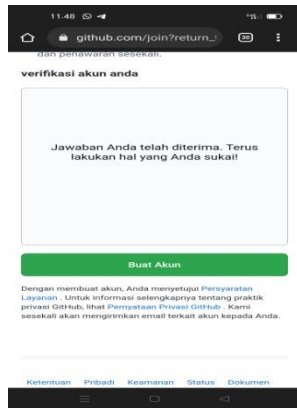 11.48
github.com/join?return_
30
dan penawaran sesekali.
verifikasi akun anda
Jawaban Anda telah diterima. Terus
lakukan hal yang Anda sukai!
Buat Akun
Dengan membuat akun, Anda menyetujui Persyaratan
Layanan . Untuk informasi selengkapnya tentang praktik
privasi GitHub, lihat Pernyataan Privasi GitHub . Kami
sesekali akan mengirimkan email terkait akun kepada Anda.
Ketentuan Pribadi Keamanan Status Dokumen